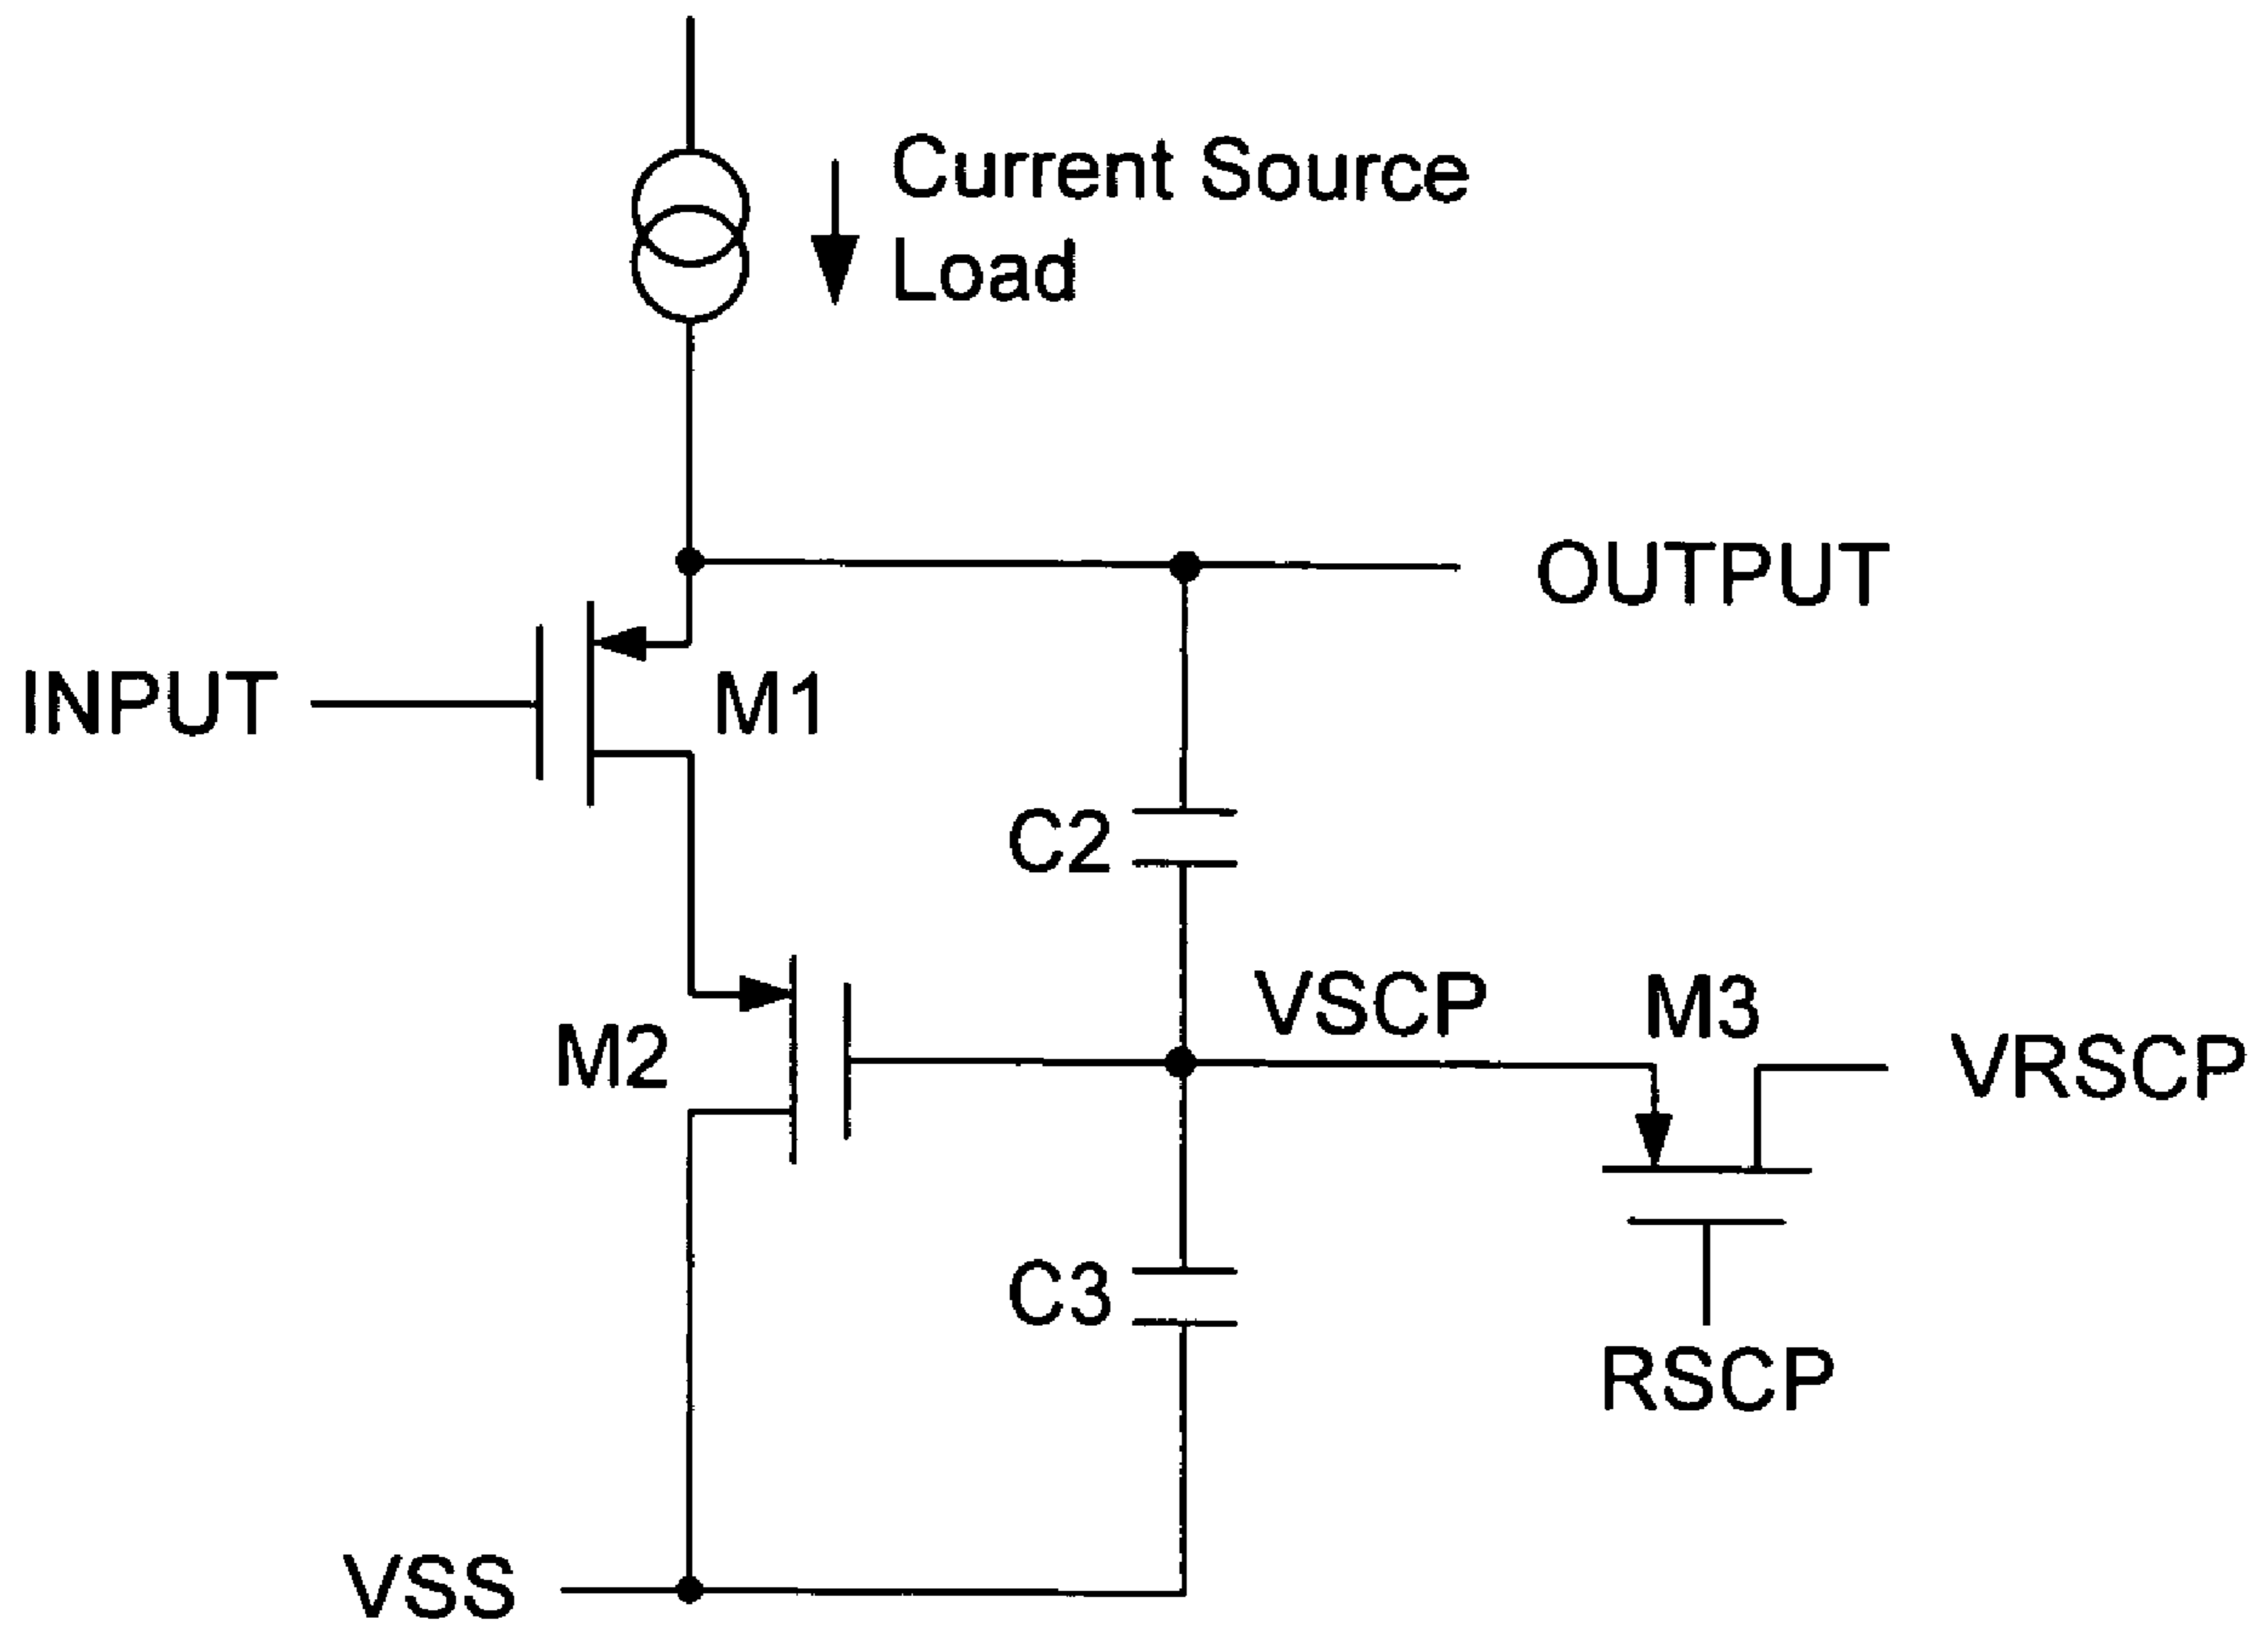 Current Source
Load
OUTPUT
INPUT
M1
C2
VSCP
M3
M2
VRSCP
C3
RSCP
VSS